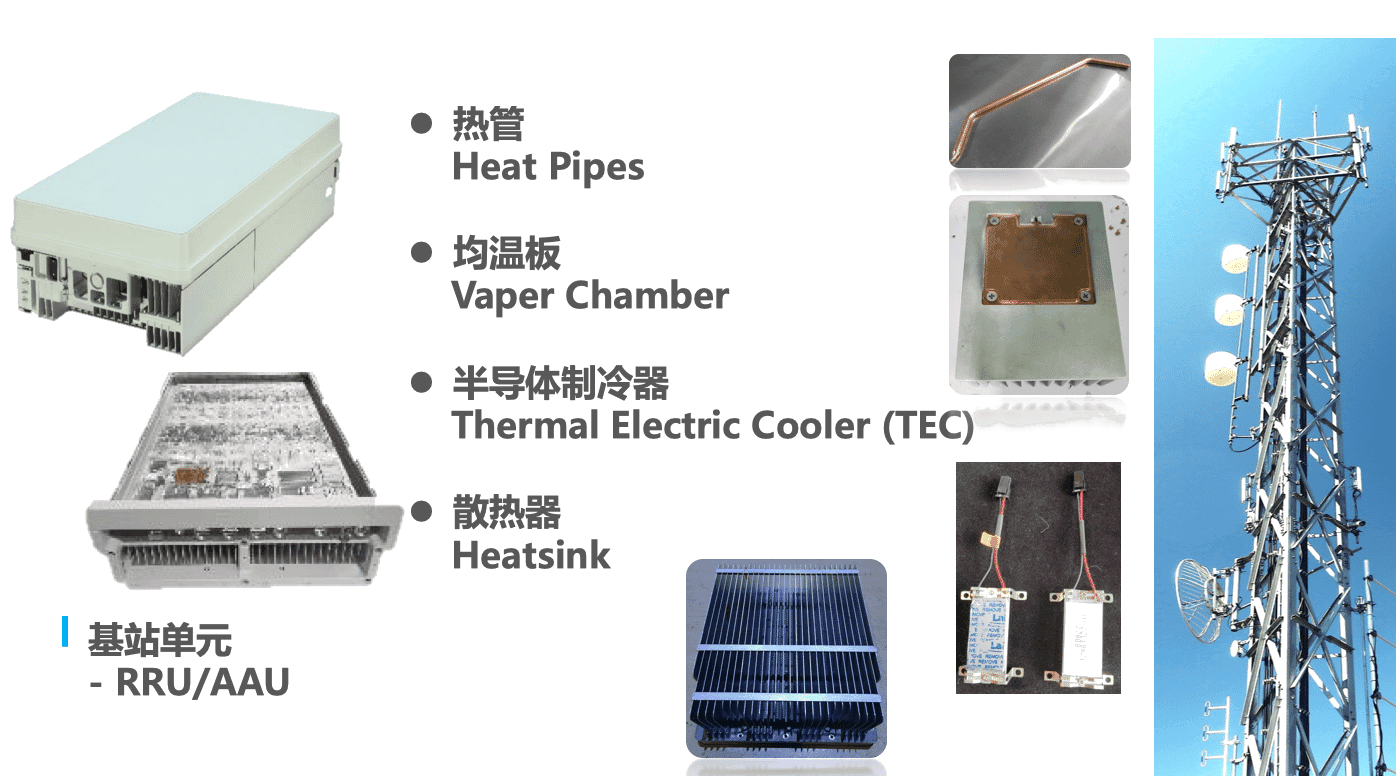 热管
Heat Pipes
均温板
Vaper Chamber
半导体制冷器
Thermal Electric Cooler (TEC)
散热器
Heatsink
基站单元
- RRU/AAU